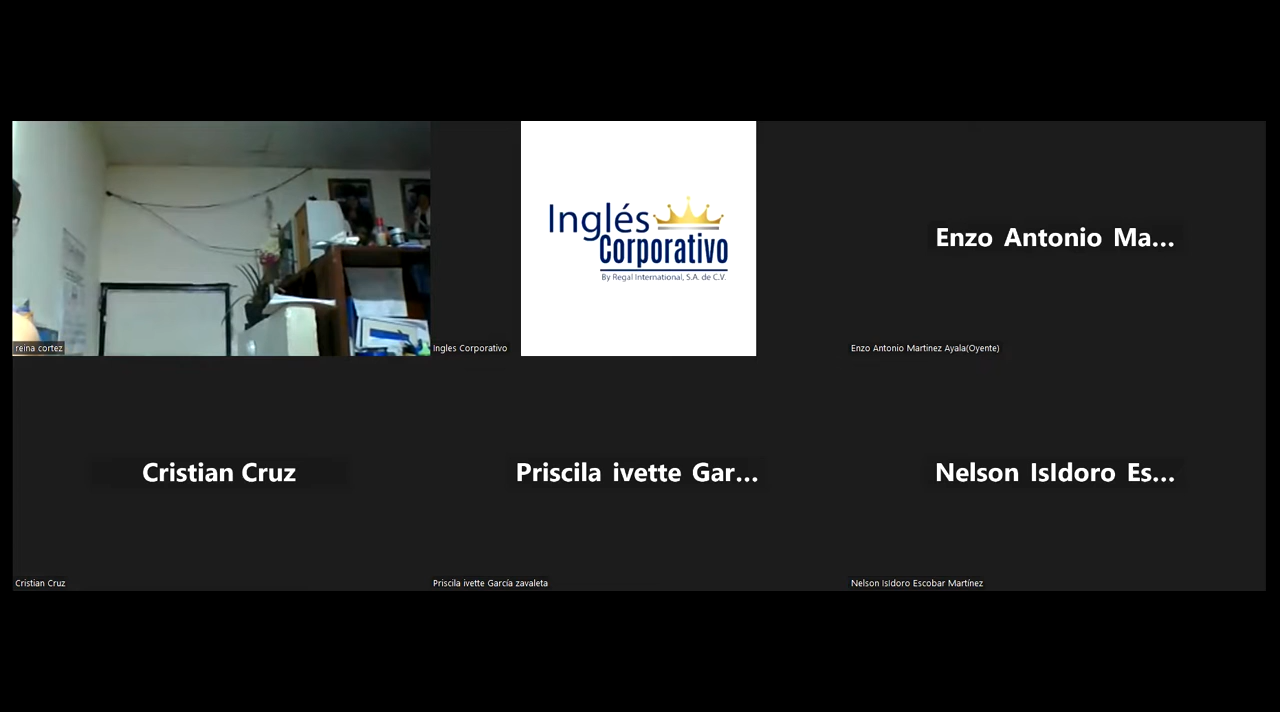 Inglés
Corporativo
By Regal International, S.A. de C.V.
Enzo Antonio Ma...
reina cortez
Ingles Corporativo
Enzo Antonio Martinez Ayala(Oyente)
Cristian Cruz
Priscila ivette Gar...
Nelson IsIdoro Es...
Cristian Cruz
Priscila ivette García zavaleta
Nelson IsIdoro Escobar Martínez